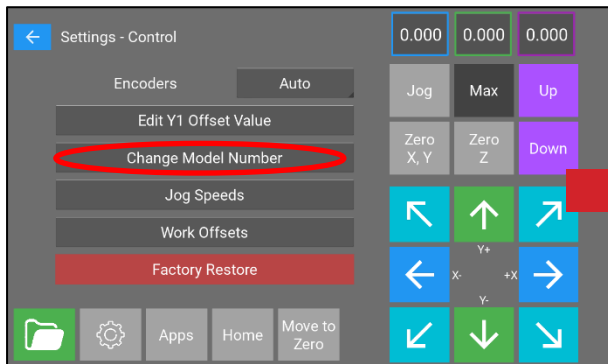 Settings - Control
0.000 0.000 0.000
Encoders Auto
Jog Max Up
Edit Y1 Offset Value
Change Model Number
Zero X, Y
Zero Z
Down
Jog Speeds
Work Offsets
Factory Restore
Y+
X- +X
Y-
Apps Home Move to Zero